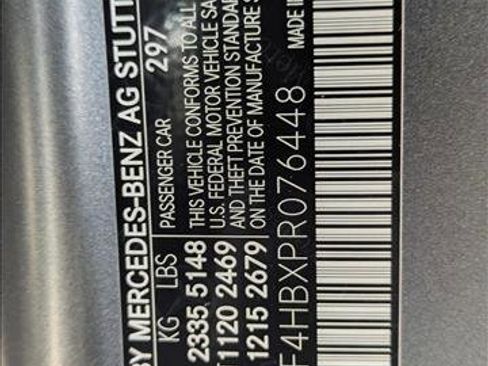 BY MERCEDES-BENZ AG STUTT
297
KG LBS PASSENGER CAR
2335 5148 THIS VEHICLE CONFORMS TO ALL
1120 2469 U.S. FEDERAL MOTOR VEHICLE SA
1215 2679 AND THEFT PREVENTION STANDAR
ON THE DATE OF MANUFACTURE S
F4HBXPR076448 MADE IN